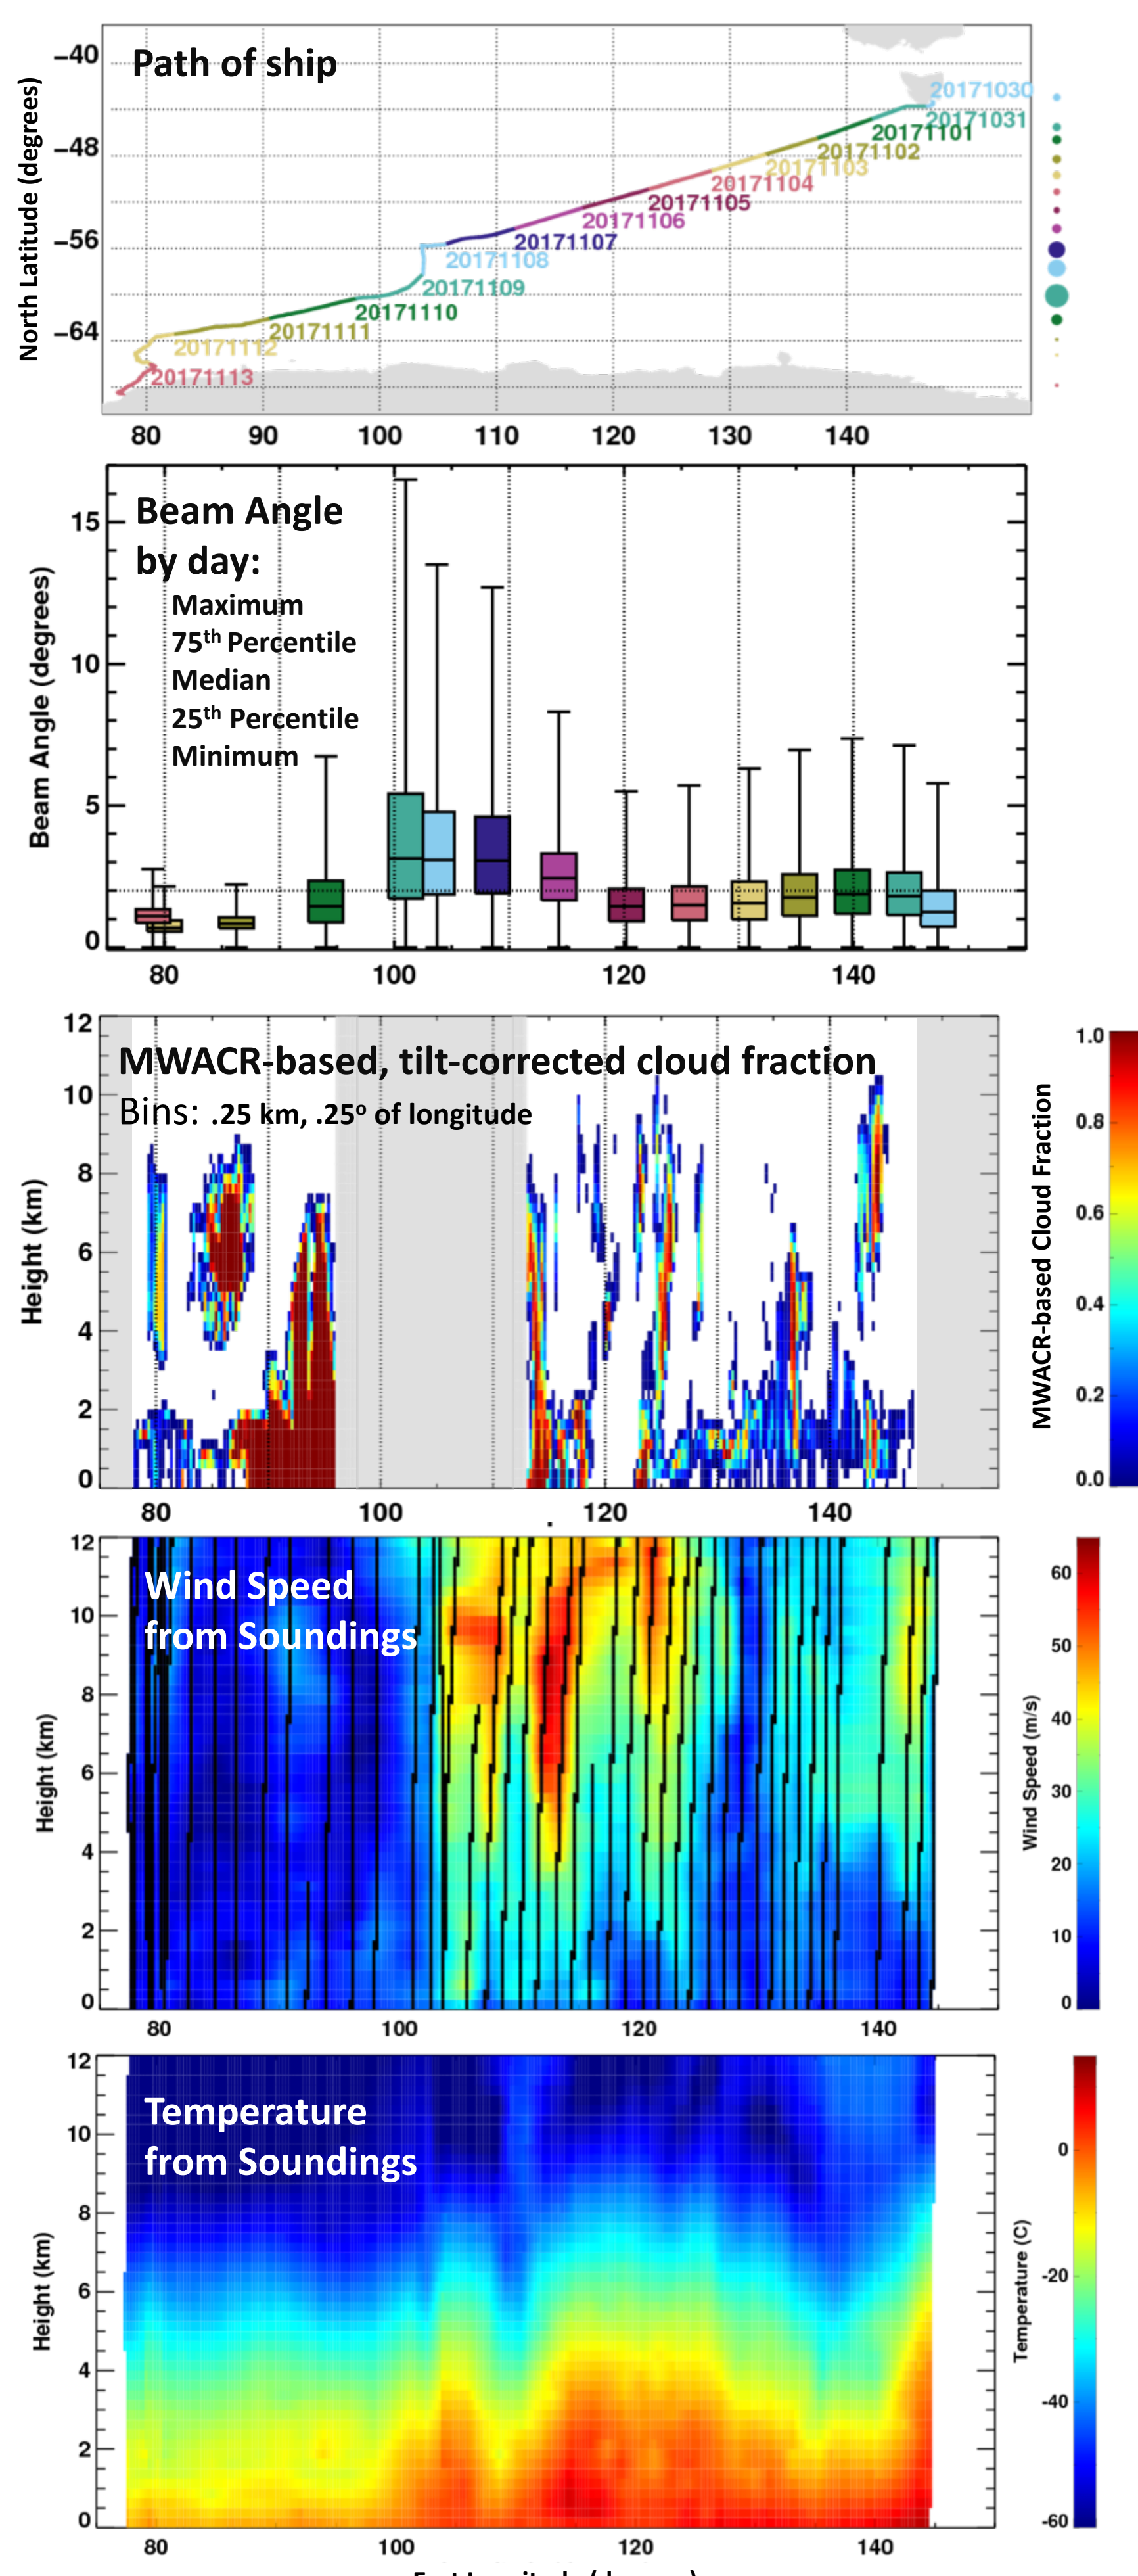 Path of ship
North Latitude (degrees)
−40
−48
−56
−64
20171030
20171031
20171101
20171102
20171103
20171104
20171105
20171106
20171107
20171108
20171109
20171110
20171111
20171112
20171113
80 90 100 110 120 130 140
Beam Angle
by day:
Maximum
75th Percentile
Median
25th Percentile
Minimum
Beam Angle (degrees)
15
10
5
0
80 100 120 140
MWACR-based, tilt-corrected cloud fraction
Bins: .25 km, .25o of longitude
Height (km)
12
10
8
6
4
2
0
80 100 120 140
MWACR-based Cloud Fraction
1.0
0.8
0.6
0.4
0.2
0.0
Wind Speed
from Soundings
Height (km)
12
10
8
6
4
2
0
80 100 120 140
Wind Speed (m/s)
60
50
40
30
20
10
0
Temperature
from Soundings
Height (km)
12
10
8
6
4
2
0
80 100 120 140
Temperature (C)
0
-20
-40
-60